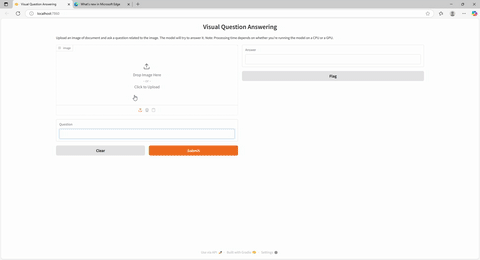 Visual Question Answering
What's new in Microsoft Edge
localhost:7860
Visual Question Answering
Upload an image of document and ask a question related to the image. The model will try to answer it. Note: Processing time depends on whether you're running the model on a CPU or a GPU.
Image
Drop Image Here
- or -
Click to Upload
Question
Clear
Submit
Answer
Flag
Use via API
Built with Gradio
Settings